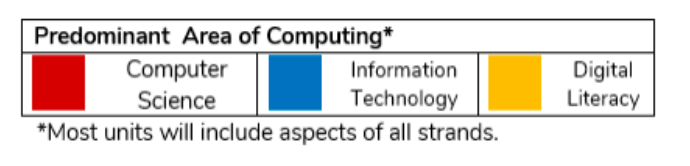 Predominant Area of Computing*
Computer
Science
Information
Technology
Digital
Literacy
*Most units will include aspects of all strands.